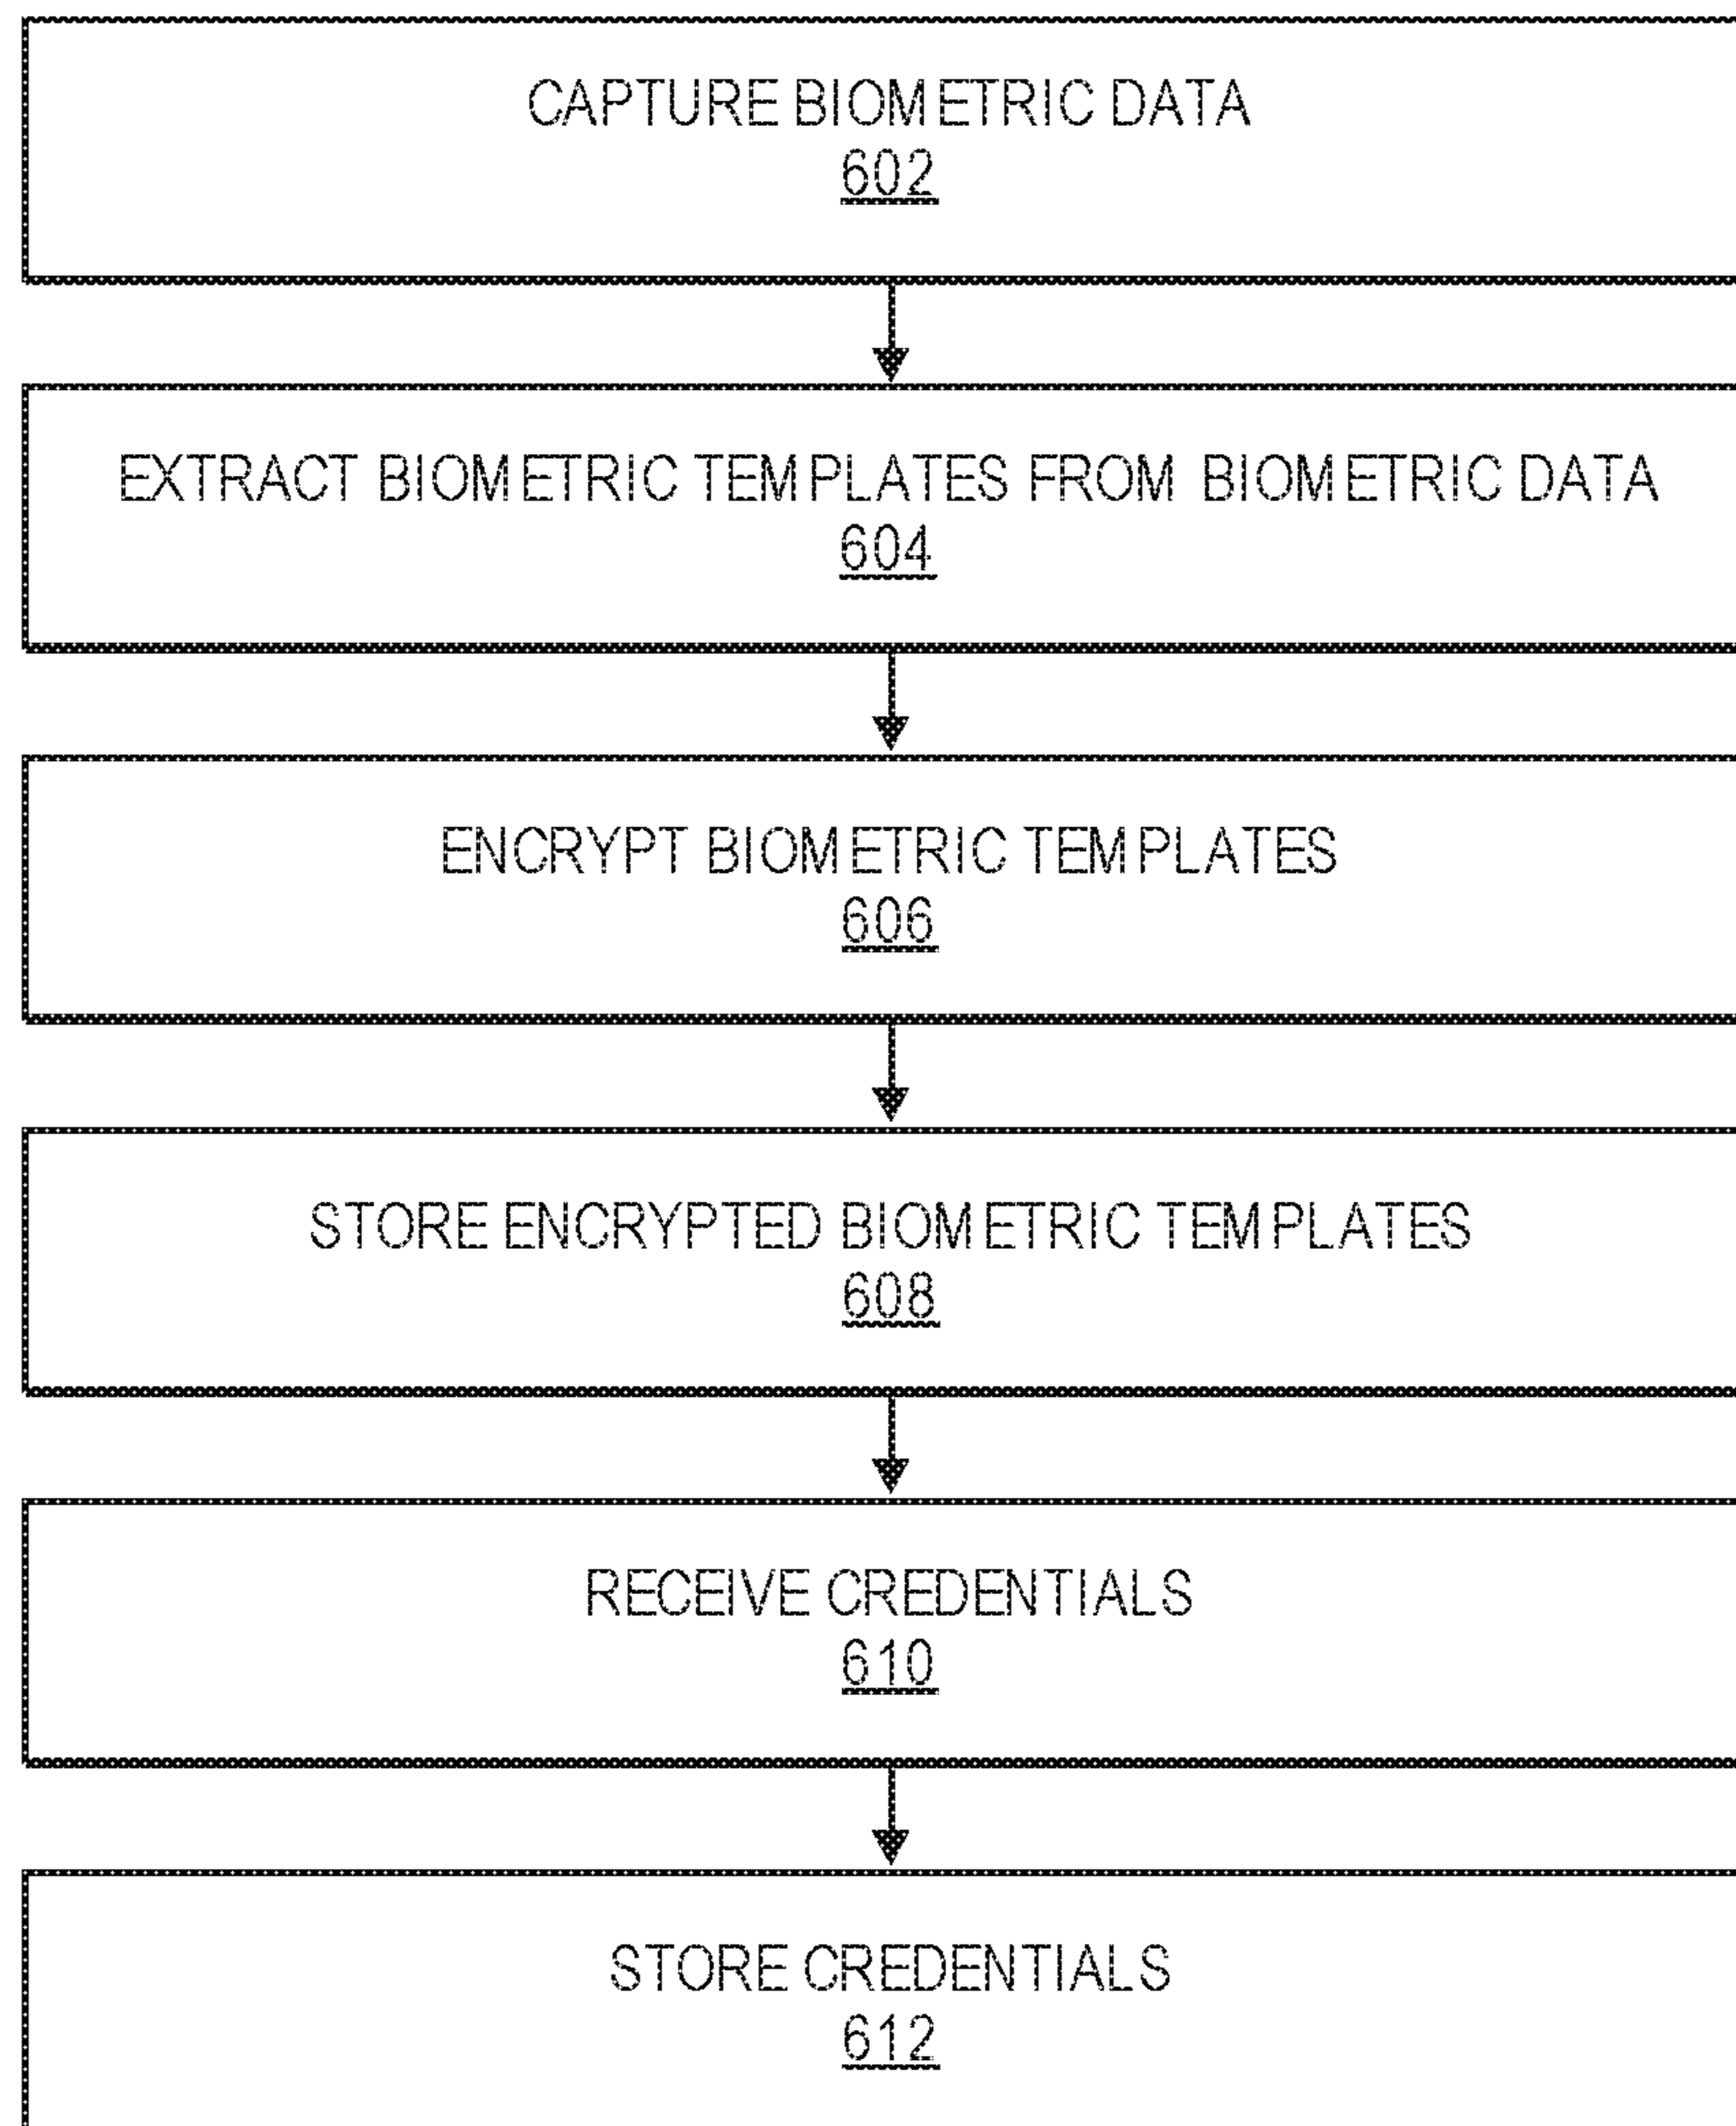 CAPTURE BIOMETRIC DATA
602
EXTRACT BIOMETRIC TEMPLATES FROM BIOMETRIC DATA
604
ENCRYPT BIOMETRIC TEMPLATES
606
STORE ENCRYPTED BIOMETRIC TEMPLATES
608
RECEIVE CREDENTIALS
610
STORE CREDENTIALS
612